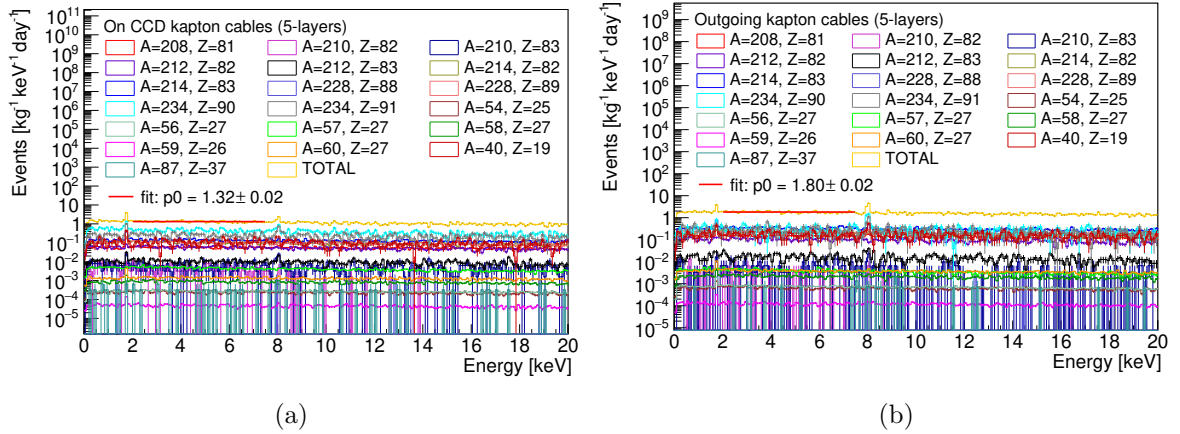 On CCD kapton cables (5-layers)
A=208, Z=81 A=210, Z=82 A=210, Z=83
A=212, Z=82 A=212, Z=83 A=214, Z=82
A=214, Z=83 A=228, Z=88 A=228, Z=89
A=234, Z=90 A=234, Z=91 A=54, Z=25
A=56, Z=27 A=57, Z=27 A=58, Z=27
A=59, Z=26 A=60, Z=27 A=40, Z=19
A=87, Z=37 TOTAL
fit: p0 = 1.32± 0.02
Events [kg⁻¹ keV⁻¹ day⁻¹]
10¹¹
10¹⁰
10⁹
10⁸
10⁷
10⁶
10⁵
10⁴
10³
10²
10
1
10⁻¹
10⁻²
10⁻³
10⁻⁴
10⁻⁵
0 2 4 6 8 10 12 14 16 18 20
Energy [keV]
(a)
Outgoing kapton cables (5-layers)
A=208, Z=81 A=210, Z=82 A=210, Z=83
A=212, Z=82 A=212, Z=83 A=214, Z=82
A=214, Z=83 A=228, Z=88 A=228, Z=89
A=234, Z=90 A=234, Z=91 A=54, Z=25
A=56, Z=27 A=57, Z=27 A=58, Z=27
A=59, Z=26 A=60, Z=27 A=40, Z=19
A=87, Z=37 TOTAL
fit: p0 = 1.80± 0.02
Events [kg⁻¹ keV⁻¹ day⁻¹]
10⁹
10⁸
10⁷
10⁶
10⁵
10⁴
10³
10²
10
1
10⁻¹
10⁻²
10⁻³
10⁻⁴
10⁻⁵
0 2 4 6 8 10 12 14 16 18 20
Energy [keV]
(b)